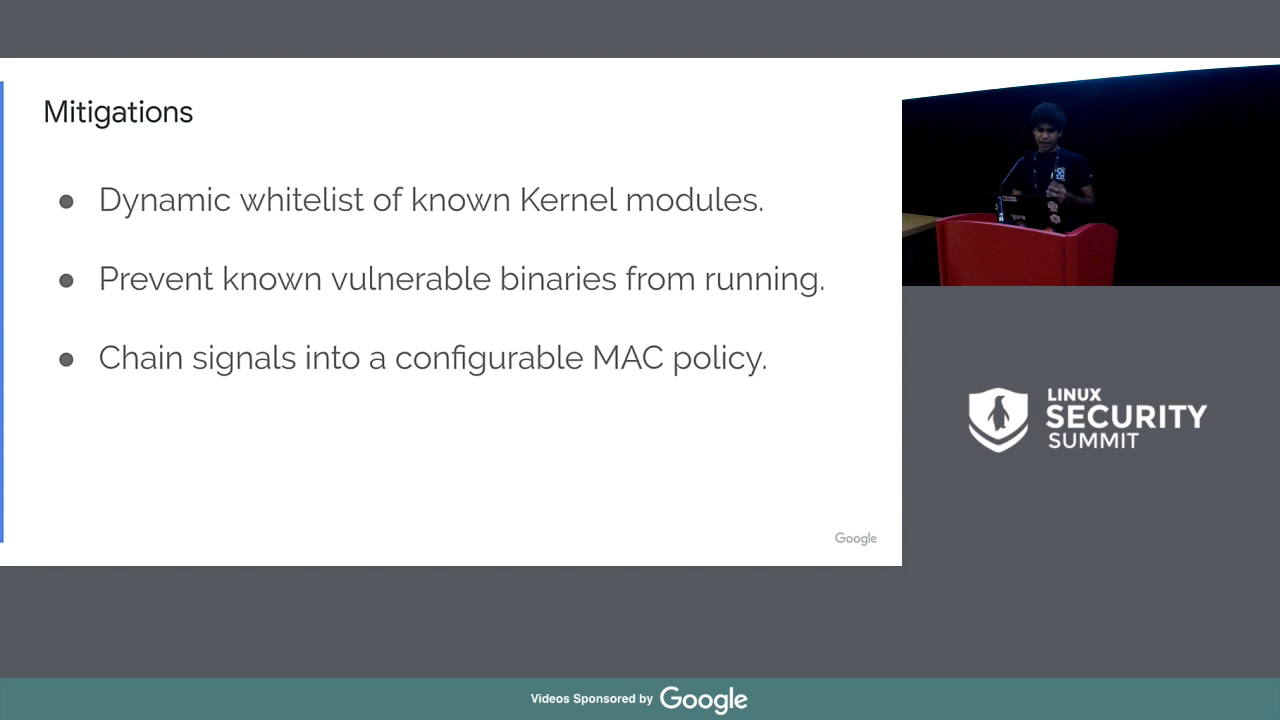 Mitigations
● Dynamic whitelist of known Kernel modules.
● Prevent known vulnerable binaries from running.
● Chain signals into a configurable MAC policy.
Google
LINUX
SECURITY
SUMMIT
Videos Sponsored by Google